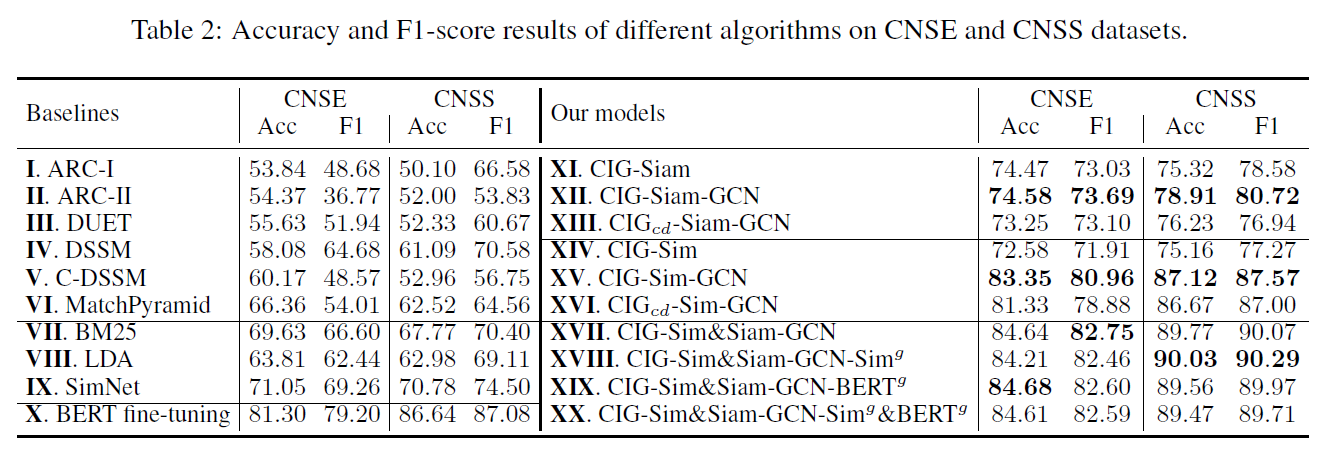 Table 2: Accuracy and F1-score results of different algorithms on CNSE and CNSS datasets.
Baselines CNSE CNSS Our models CNSE CNSS
Acc F1 Acc F1 Acc F1 Acc F1
I. ARC-I 53.84 48.68 50.10 66.58 XI. CIG-Siam 74.47 73.03 75.32 78.58
II. ARC-II 54.37 36.77 52.00 53.83 XII. CIG-Siam-GCN 74.58 73.69 78.91 80.72
III. DUET 55.63 51.94 52.33 60.67 XIII. CIGcd-Siam-GCN 73.25 73.10 76.23 76.94
IV. DSSM 58.08 64.68 61.09 70.58 XIV. CIG-Sim 72.58 71.91 75.16 77.27
V. C-DSSM 60.17 48.57 52.96 56.75 XV. CIG-Sim-GCN 83.35 80.96 87.12 87.57
VI. MatchPyramid 66.36 54.01 62.52 64.56 XVI. CIGcd-Sim-GCN 81.33 78.88 86.67 87.00
VII. BM25 69.63 66.60 67.77 70.40 XVII. CIG-Sim&Siam-GCN 84.64 82.75 89.77 90.07
VIII. LDA 63.81 62.44 62.98 69.11 XVIII. CIG-Sim&Siam-GCN-Simg 84.21 82.46 90.03 90.29
IX. SimNet 71.05 69.26 70.78 74.50 XIX. CIG-Sim&Siam-GCN-BERTg 84.68 82.60 89.56 89.97
X. BERT fine-tuning 81.30 79.20 86.64 87.08 XX. CIG-Sim&Siam-GCN-Simg&BERTg 84.61 82.59 89.47 89.71